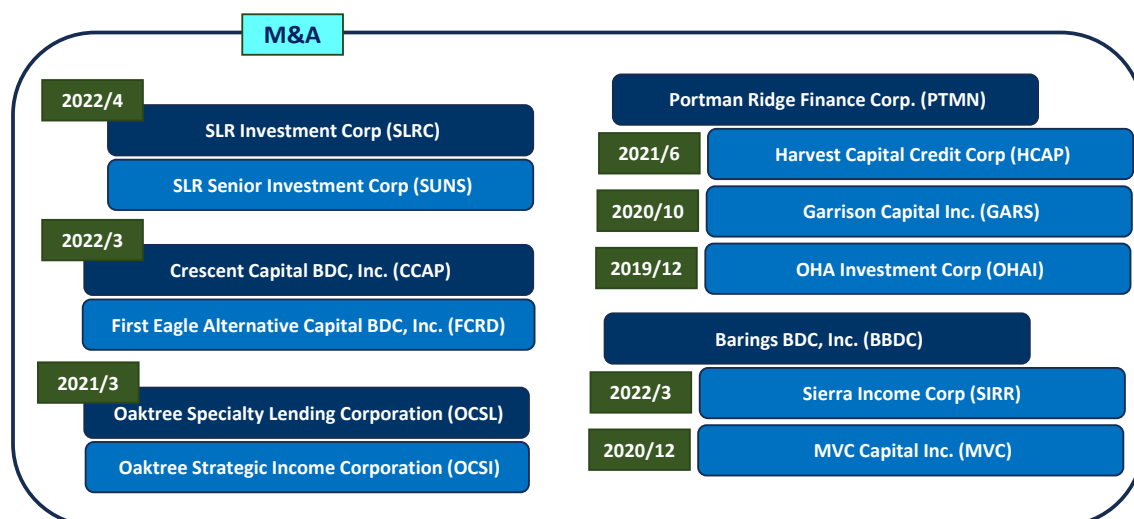 M&A
2022/4
SLR Investment Corp (SLRC)
SLR Senior Investment Corp (SUNS)
2022/3
Crescent Capital BDC, Inc. (CCAP)
First Eagle Alternative Capital BDC, Inc. (FCRD)
2021/3
Oaktree Specialty Lending Corporation (OCSL)
Oaktree Strategic Income Corporation (OCSI)
Portman Ridge Finance Corp. (PTMN)
2021/6
Harvest Capital Credit Corp (HCAP)
2020/10
Garrison Capital Inc. (GARS)
2019/12
OHA Investment Corp (OHAI)
Barings BDC, Inc. (BBDC)
2022/3
Sierra Income Corp (SIRR)
2020/12
MVC Capital Inc. (MVC)